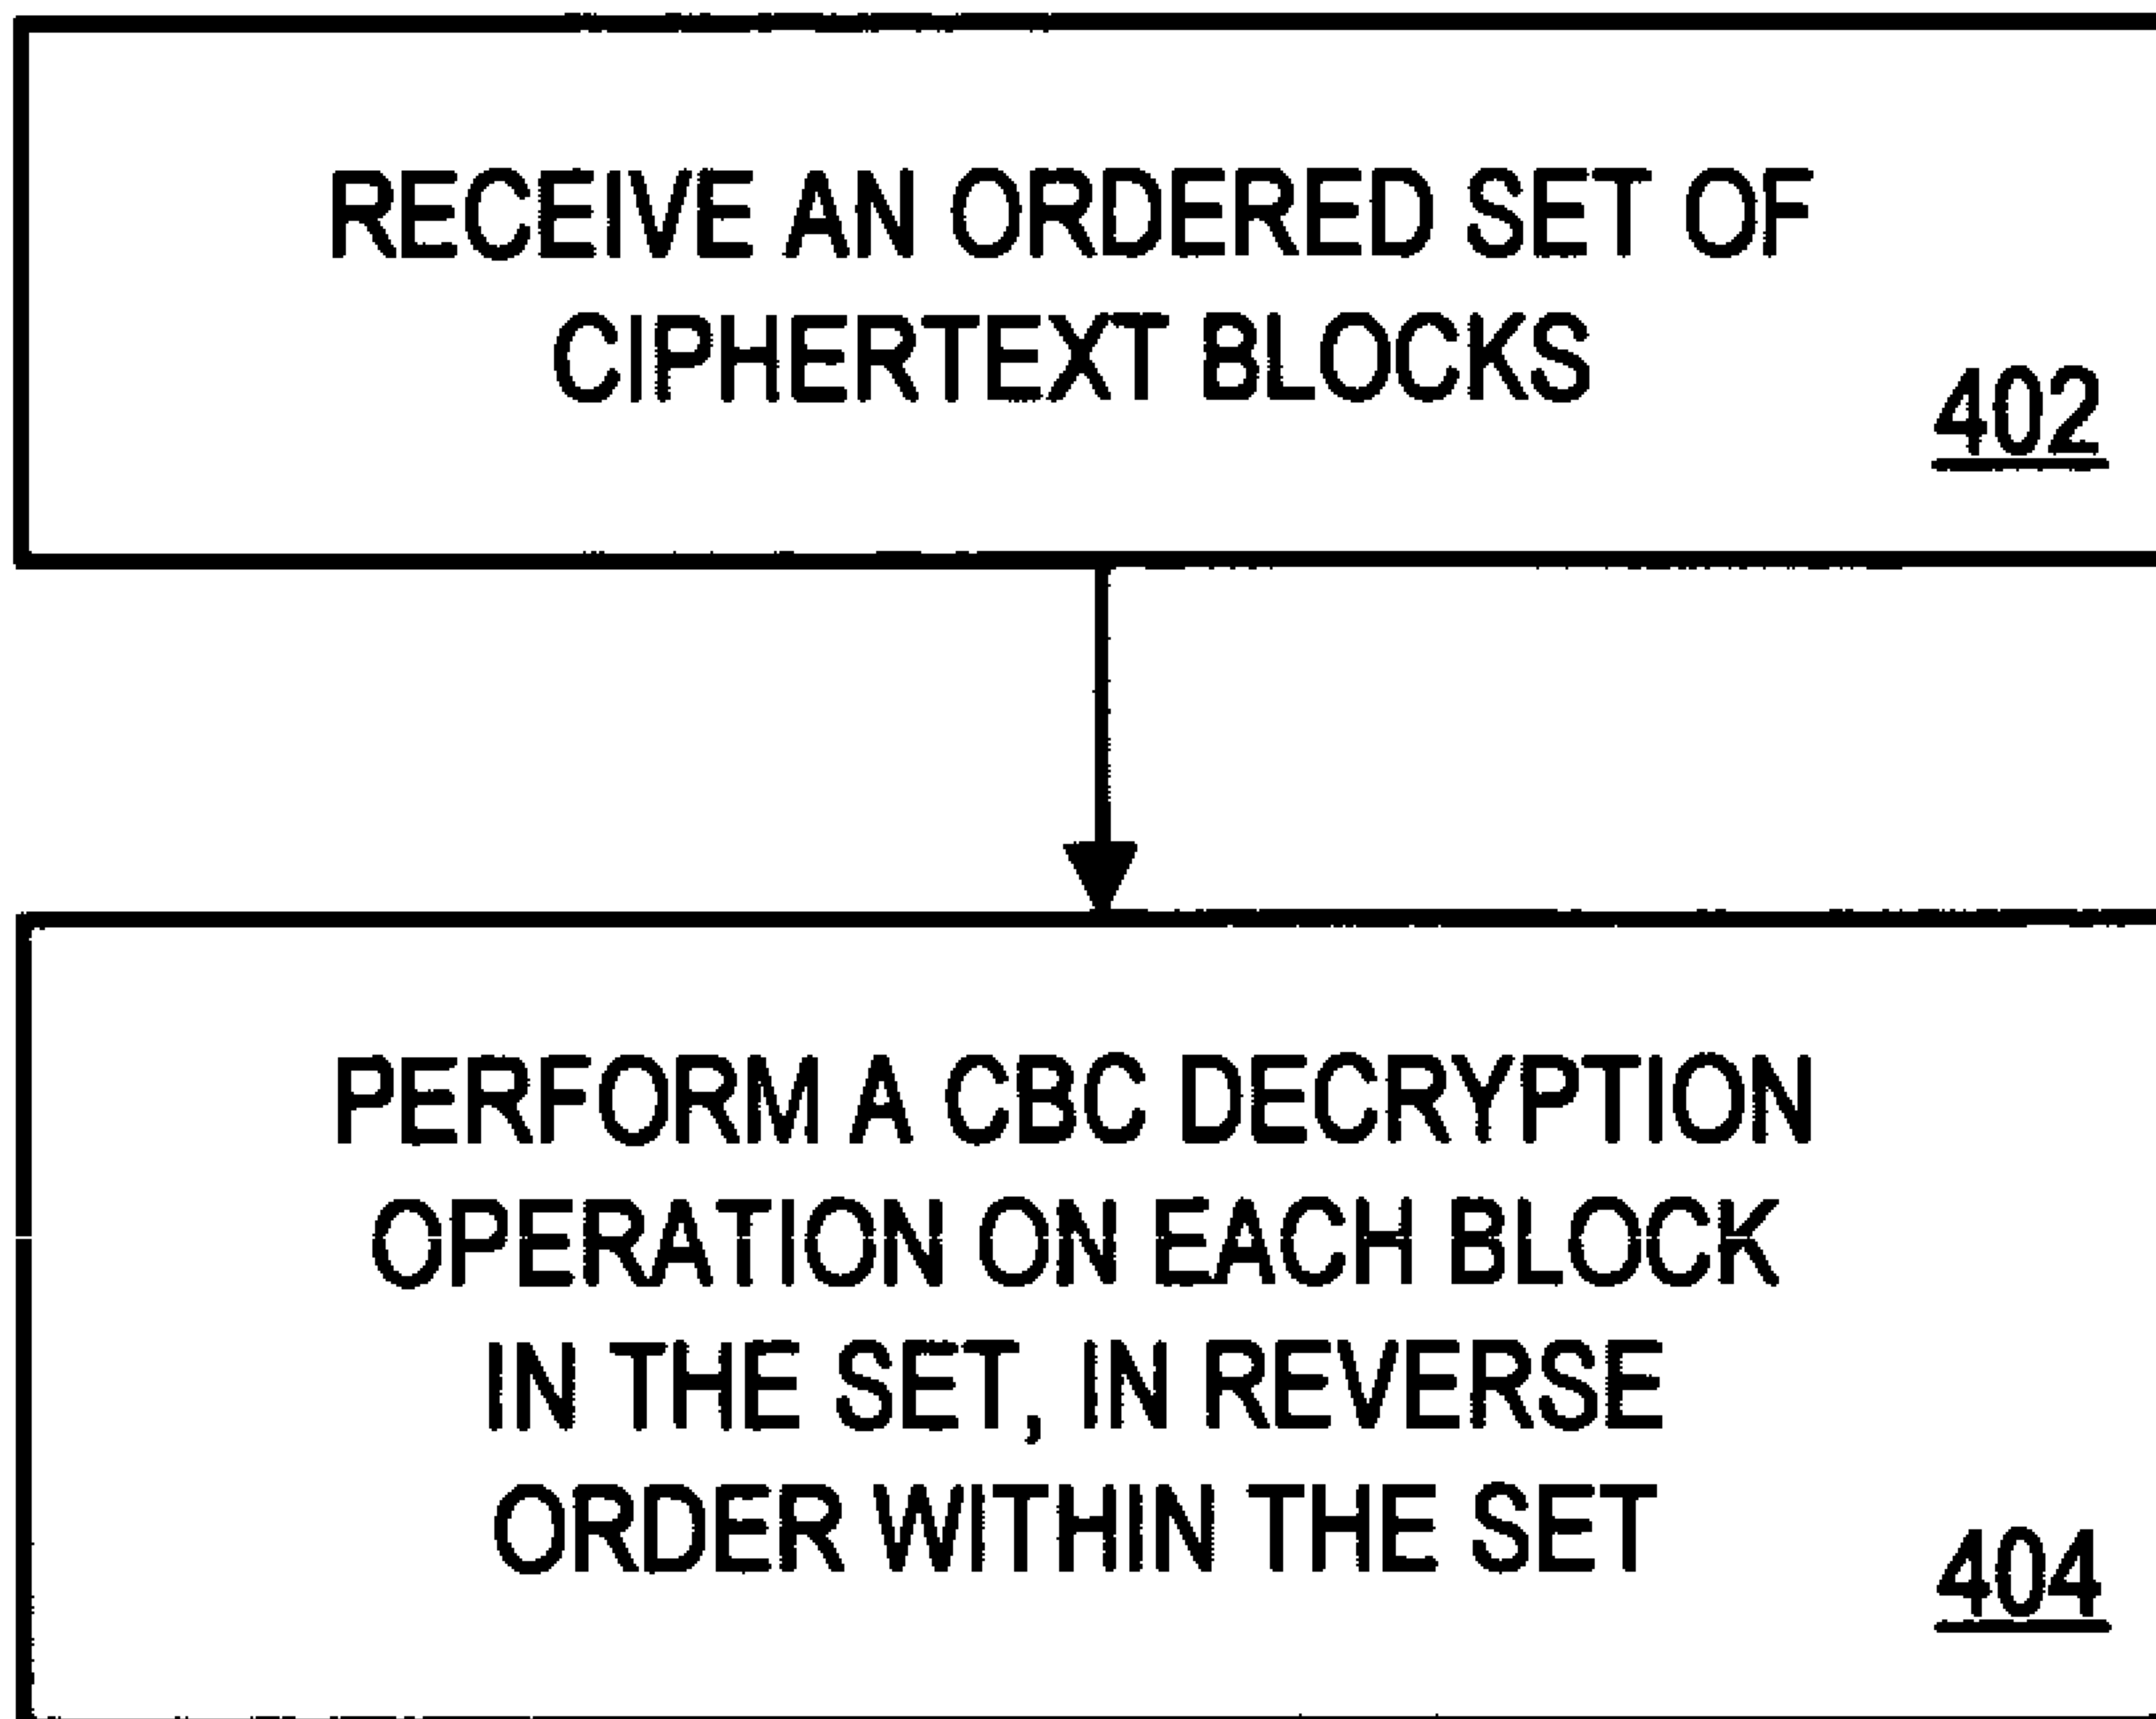 RECEIVE AN ORDERED SET OF
CIPHERTEXT BLOCKS
402
PERFORM A CBC DECRYPTION
OPERATION ON EACH BLOCK
IN THE SET, IN REVERSE
ORDER WITHIN THE SET
404